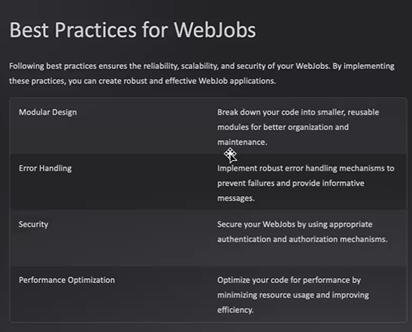 Best Practices for WebJobs
Following best practices ensures the reliability, scalability, and security of your WebJobs. By implementing
these practices, you can create robust and effective WebJob applications.
Modular Design
Break down your code into smaller, reusable
modules for better organization and
maintenance.
Error Handling
Implement robust error handling mechanisms to
prevent failures and provide informative
messages.
Security
Secure your WebJobs by using appropriate
authentication and authorization mechanisms.
Performance Optimization
Optimize your code for performance by
minimizing resource usage and improving
efficiency.